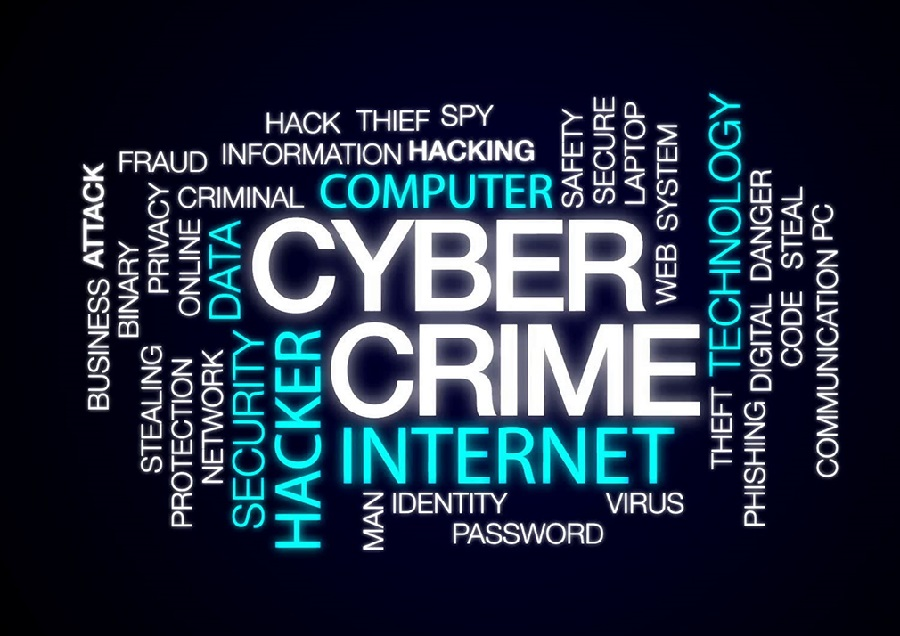 HACK THIEF SPY
FRAUD INFORMATION HACKING
CRIMINAL COMPUTER
CYBER
CRIME
INTERNET
MAN IDENTITY VIRUS
PASSWORD
BUSINESS ATTACK
BINARY
PRIVACY
ONLINE
DATA
STEALING
PROTECTION
NETWORK
SECURITY
HACKER
SAFETY
SECURE
LAPTOP
WEB SYSTEM
TECHNOLOGY
THEFT
DIGITAL DANGER
PHISHING
CODE STEAL
COMMUNICATION PC